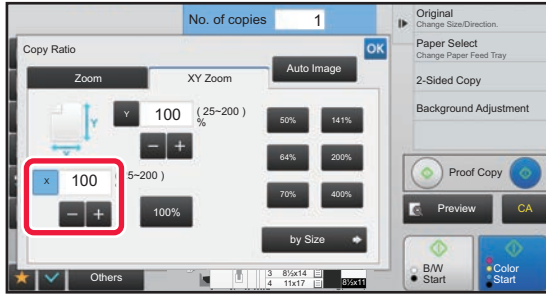 No. of copies 1
Original
Change Size/Direction.
Copy Ratio
OK
Paper Select
Change Paper Feed Tray
Zoom
XY Zoom
Auto Image
2-Sided Copy
Y 100 ( 25~200 )
%
50% 141%
Background Adjustment
Y
− +
64% 200%
X 100 5~200 )
Proof Copy
70% 400%
− + 100%
Preview CA
by Size
Others
3 8½x14
4 11x17
8½x11
B/W
Start
Color
Start